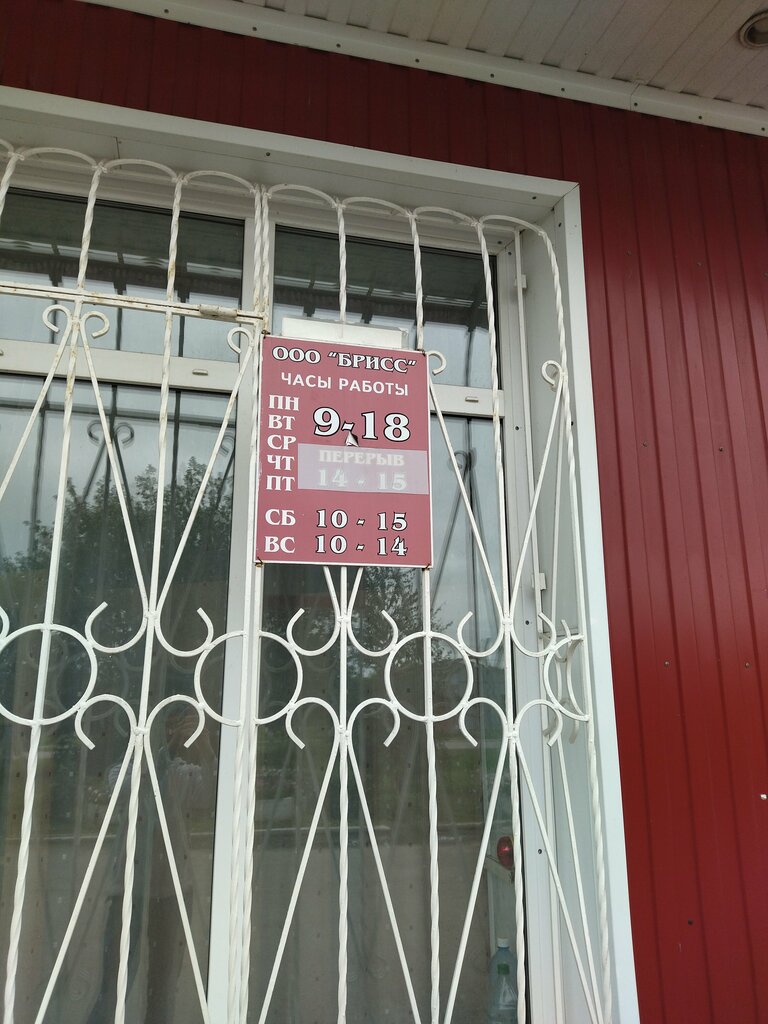 ООО "БРИСС"
ЧАСЫ РАБОТЫ
ПН
ВТ
СР
ЧТ
ПТ
9-18
ПЕРЕРЫВ
14 - 15
СБ 10 - 15
ВС 10 - 14